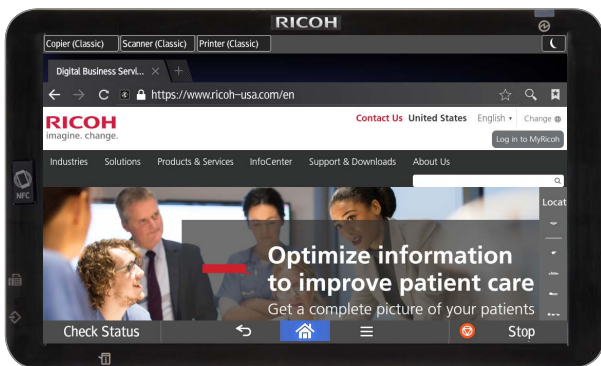 RICOH
Copier (Classic) Scanner (Classic) Printer (Classic)
Digital Business Servi...
https://www.ricoh-usa.com/en
RICOH
imagine. change.
Contact Us United States English Change
Log in to MyRicoh
Industries Solutions Products & Services InfoCenter Support & Downloads About Us
NFC
Locat
Optimize information
to improve patient care
Get a complete picture of your patients
Check Status Stop